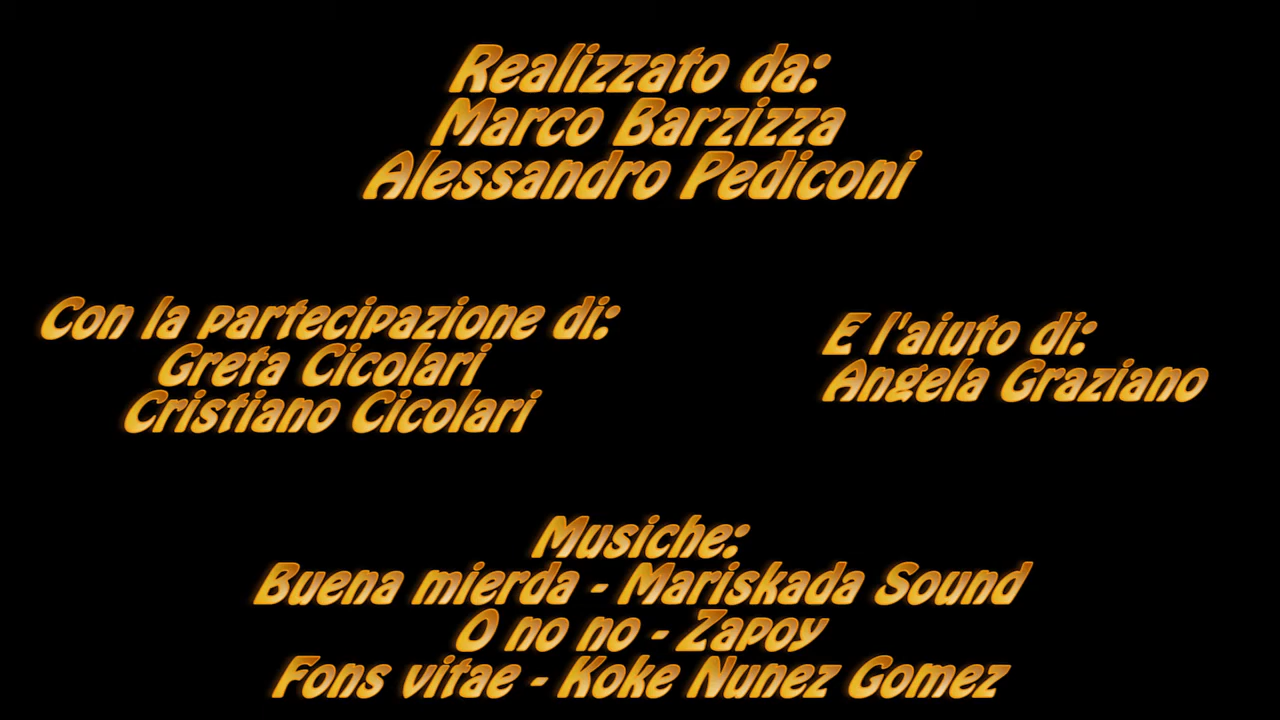 Realizzato da:
Marco Barzizza
Alessandro Pediconi
Con la partecipazione di:
Greta Cicolari
Cristiano Cicolari
E l'aiuto di:
Angela Graziano
Musiche:
Buena mierda - Mariskada Sound
O no no - Zapoy
Fons vitae - Koke Nunez Gomez